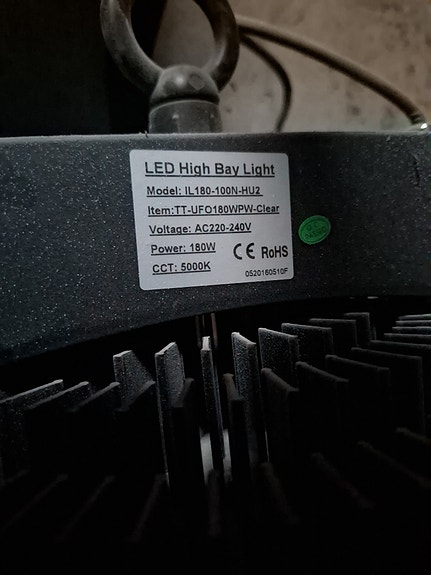 LED High Bay Light
Model: IL180-100N-HU2
Item:TT-UFO180WPW-Clear
Voltage: AC220-240V
Power: 180W
CE RoHS
CCT: 5000K
0520160510F